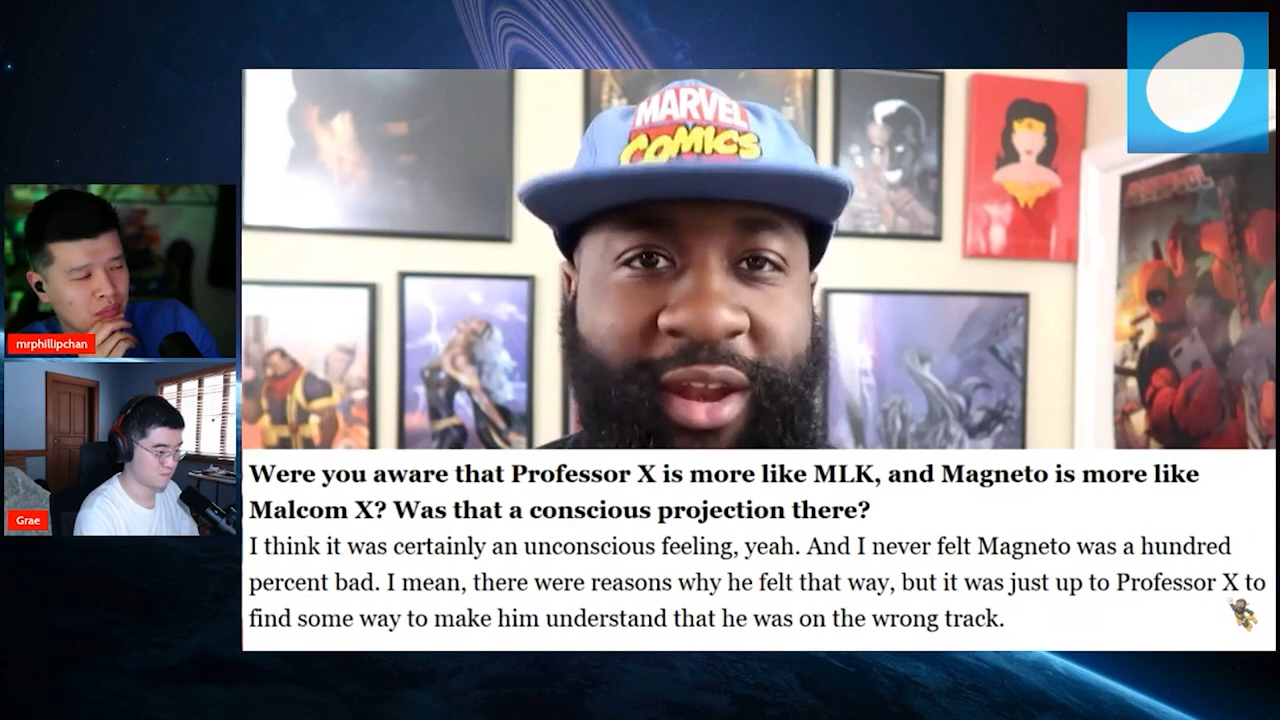 MARVEL
COMICS
DEADPOOL
mrphillipchan
Grae
Were you aware that Professor X is more like MLK, and Magneto is more like
Malcom X? Was that a conscious projection there?
I think it was certainly an unconscious feeling, yeah. And I never felt Magneto was a hundred
percent bad. I mean, there were reasons why he felt that way, but it was just up to Professor X to
find some way to make him understand that he was on the wrong track.